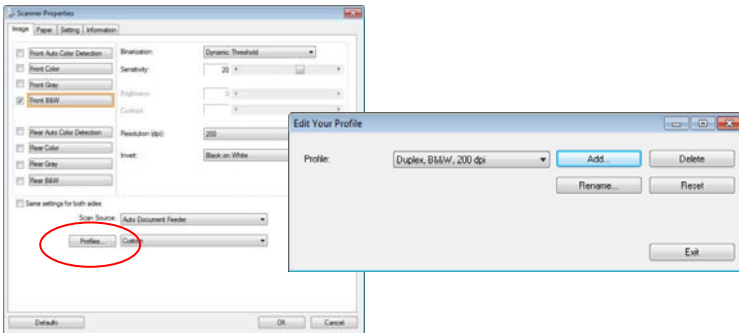 Scanner Properties
Image Paper Setting Information
Front Auto Color Detection
Front Color
Front Gray
Front B&W
Rear Auto Color Detection
Rear Color
Rear Gray
Rear B&W
Binarization: Dynamic Threshold
Sensitivity: 20
Brightness: 0
Contrast:
Resolution (dpi): 200
Invert: Black on White
Same settings for both sides
Scan Source: Auto Document Feeder
Profiles... Custom
Defaults OK Cancel
Edit Your Profile
Profile: Duplex, B&W, 200 dpi Add... Delete
Rename... Reset
Exit